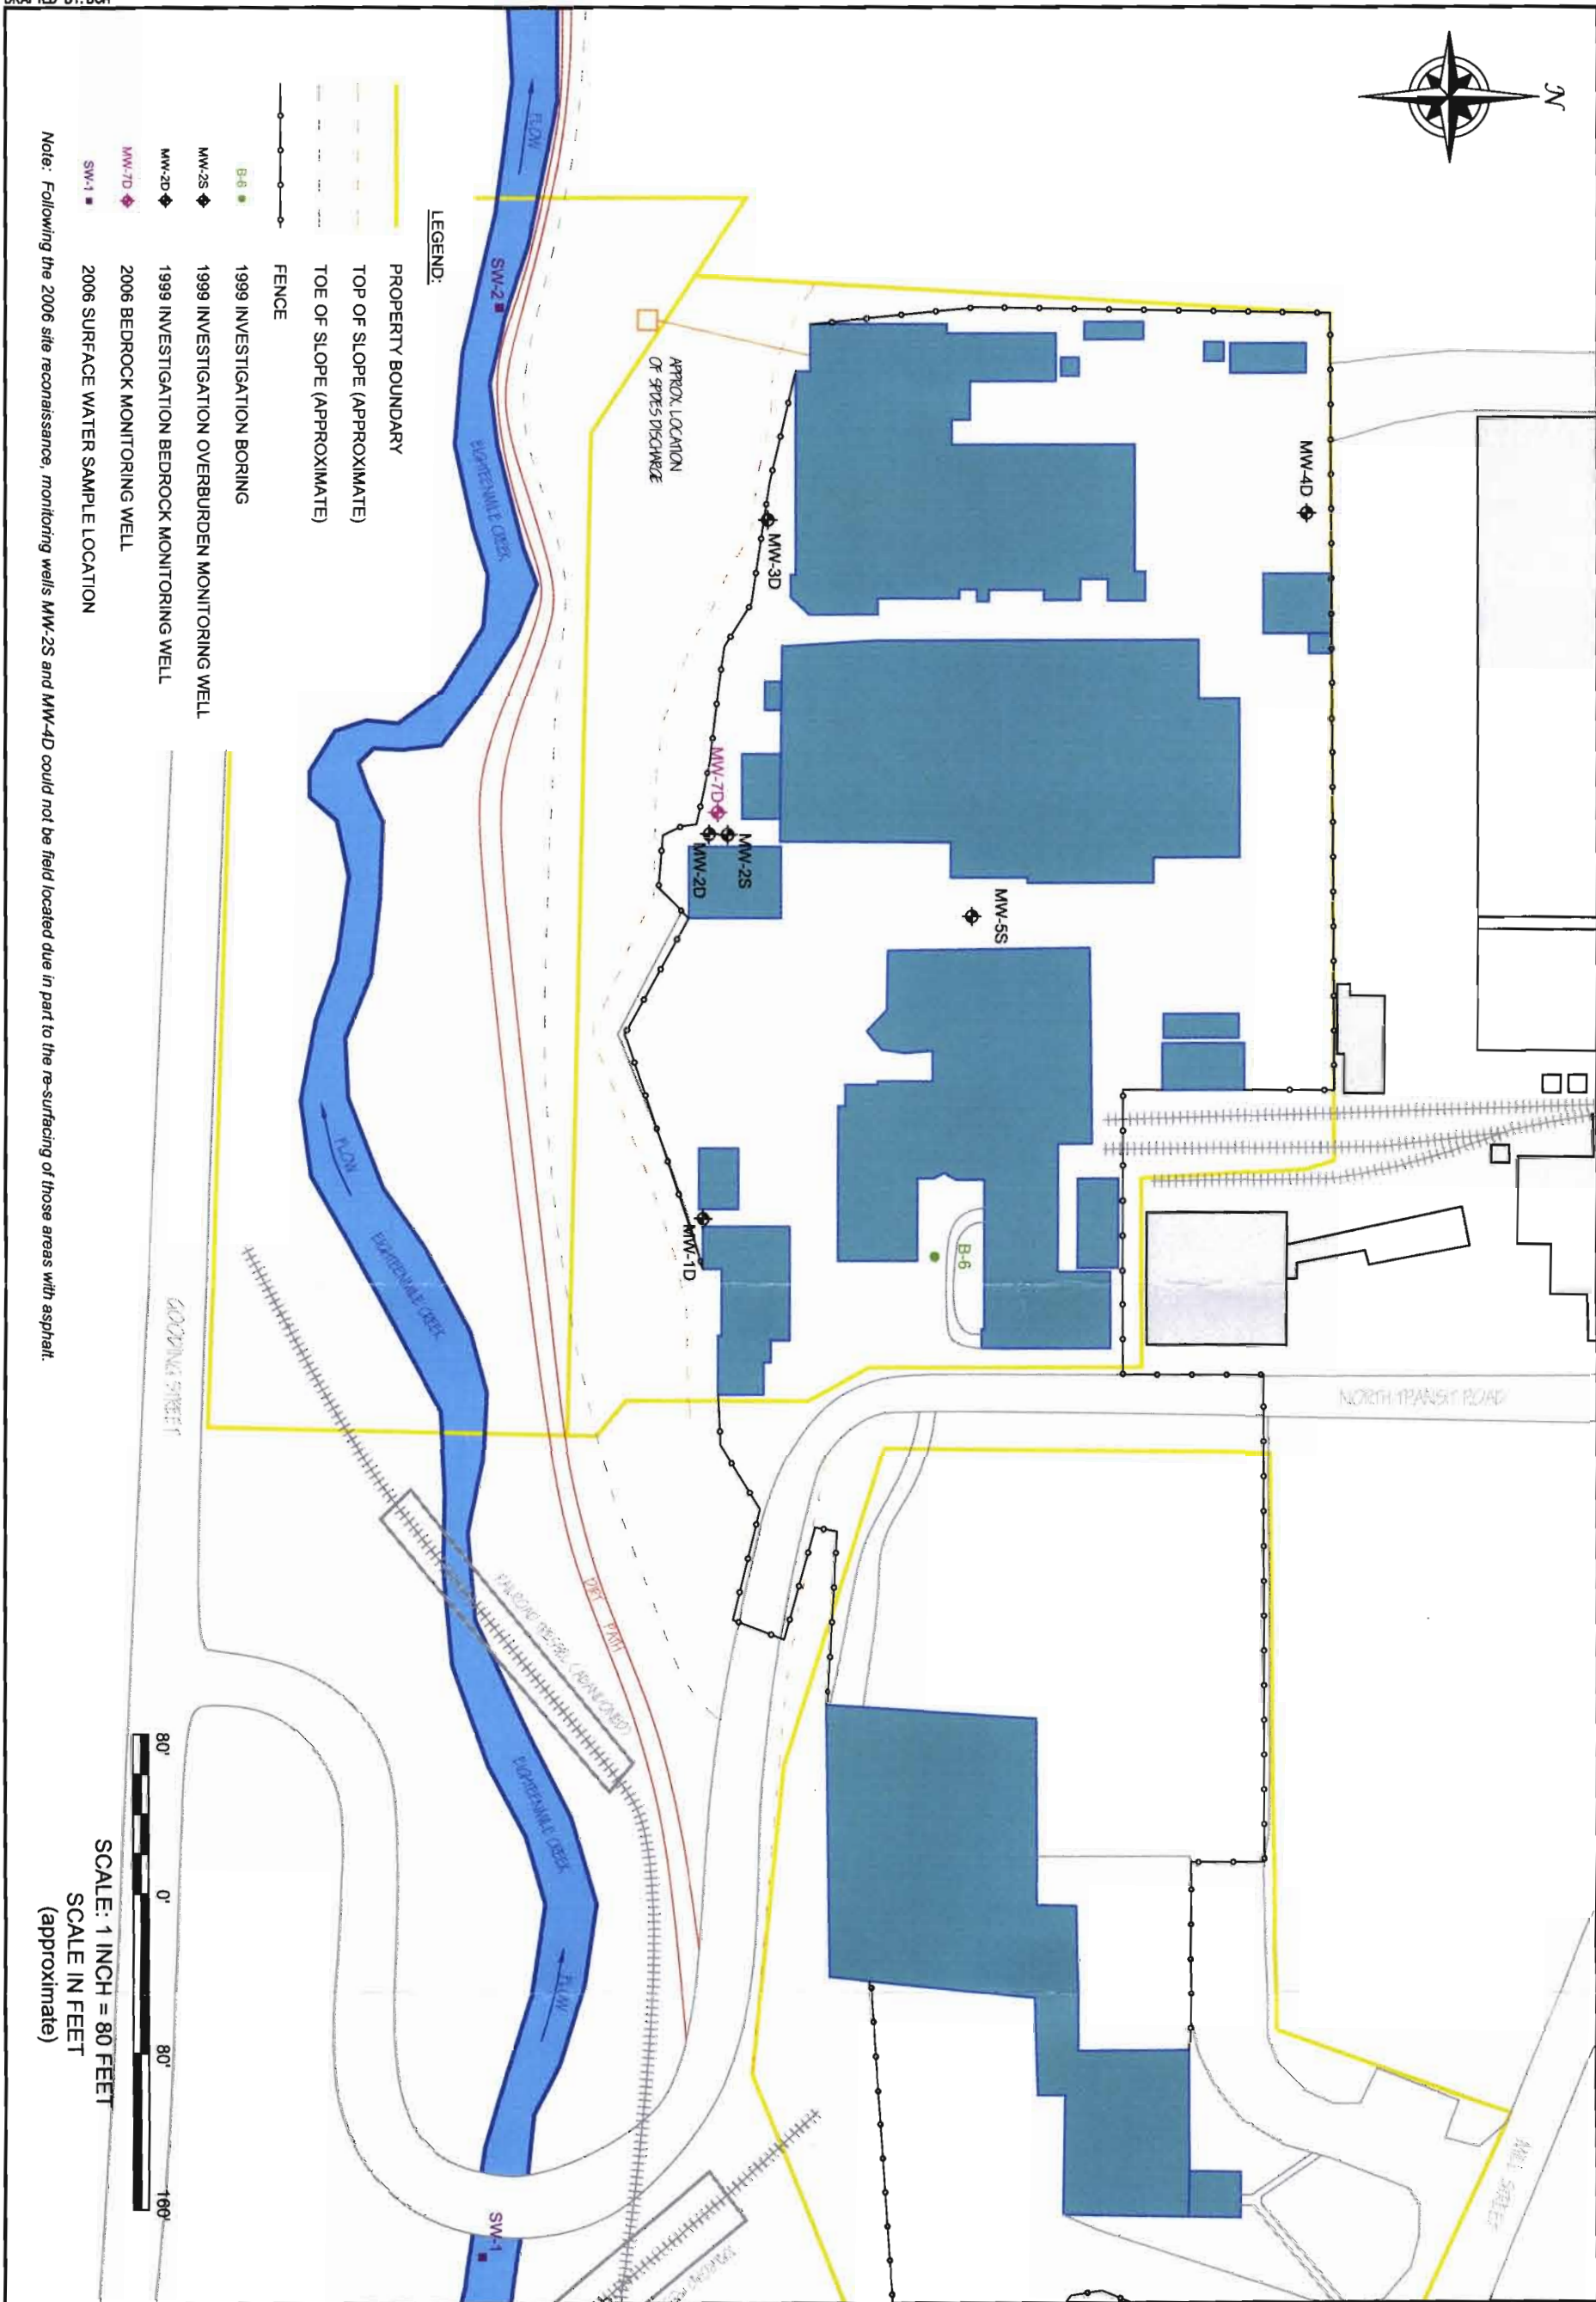 DRAFTED BY: BGH
N
MW-4D
MW-3D
APPROX. LOCATION
OF SPDES DISCHARGE
MW-7D
MW-2S
MW-2D
MW-5S
B-6
MW-1D
NORTH TRANSIT ROAD
MILL STREET
FLOW
SW-2
EIGHTEENMILE CREEK
FLOW
EIGHTEENMILE CREEK
RAILROAD TRESSEL (ABANDONED)
DIRT PATH
EIGHTEENMILE CREEK
FLOW
SW-1
GOODING STREET
LEGEND:
PROPERTY BOUNDARY
TOP OF SLOPE (APPROXIMATE)
TOE OF SLOPE (APPROXIMATE)
FENCE
B-6 1999 INVESTIGATION BORING
MW-2S 1999 INVESTIGATION OVERBURDEN MONITORING WELL
MW-2D 1999 INVESTIGATION BEDROCK MONITORING WELL
MW-7D 2006 BEDROCK MONITORING WELL
SW-1 2006 SURFACE WATER SAMPLE LOCATION
Note: Following the 2006 site reconaissance, monitoring wells MW-2S and MW-4D could not be field located due in part to the re-surfacing of those areas with asphalt.
80' 0' 80' 160'
SCALE: 1 INCH = 80 FEET
SCALE IN FEET
(approximate)